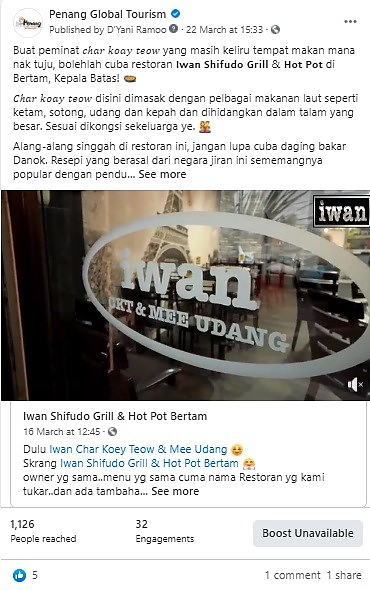 Penang Global Tourism
Published by D'Yani Ramoo · 22 March at 15:33 ·
Buat peminat 𝑐ℎ𝑎𝑟 𝑘𝑜𝑎𝑦 𝑡𝑒𝑜𝑤 yang masih keliru tempat makan mana
nak tuju, bolehlah cuba restoran 𝗜𝘄𝗮𝗻 𝗦𝗵𝗶𝗳𝘂𝗱𝗼 𝗚𝗿𝗶𝗹𝗹 & 𝗛𝗼𝘁 𝗣𝗼𝘁 di
Bertam, Kepala Batas! 🍲
𝐶ℎ𝑎𝑟 𝑘𝑜𝑎𝑦 𝑡𝑒𝑜𝑤 disini dimasak dengan pelbagai makanan laut seperti
ketam, sotong, udang dan kepah dan dihidangkan dalam talam yang
besar. Sesuai dikongsi sekeluarga ye.
Alang-alang singgah di restoran ini, jangan lupa cuba daging bakar
Danok. Resepi yang berasal dari negara jiran ini sememangnya
popular dengan pendu... See more
iwan
iwan
CKT & MEE UDANG
Iwan Shifudo Grill & Hot Pot Bertam
16 March at 12:45 ·
Dulu Iwan Char Koey Teow & Mee Udang 😊
Skrang Iwan Shifudo Grill & Hot Pot Bertam 🤗
owner yg sama..menu yg sama cuma nama Restoran yg kami
tukar..dan ada tambaha... See more
1,126
People reached
32
Engagements
Boost Unavailable
5
1 comment 1 share